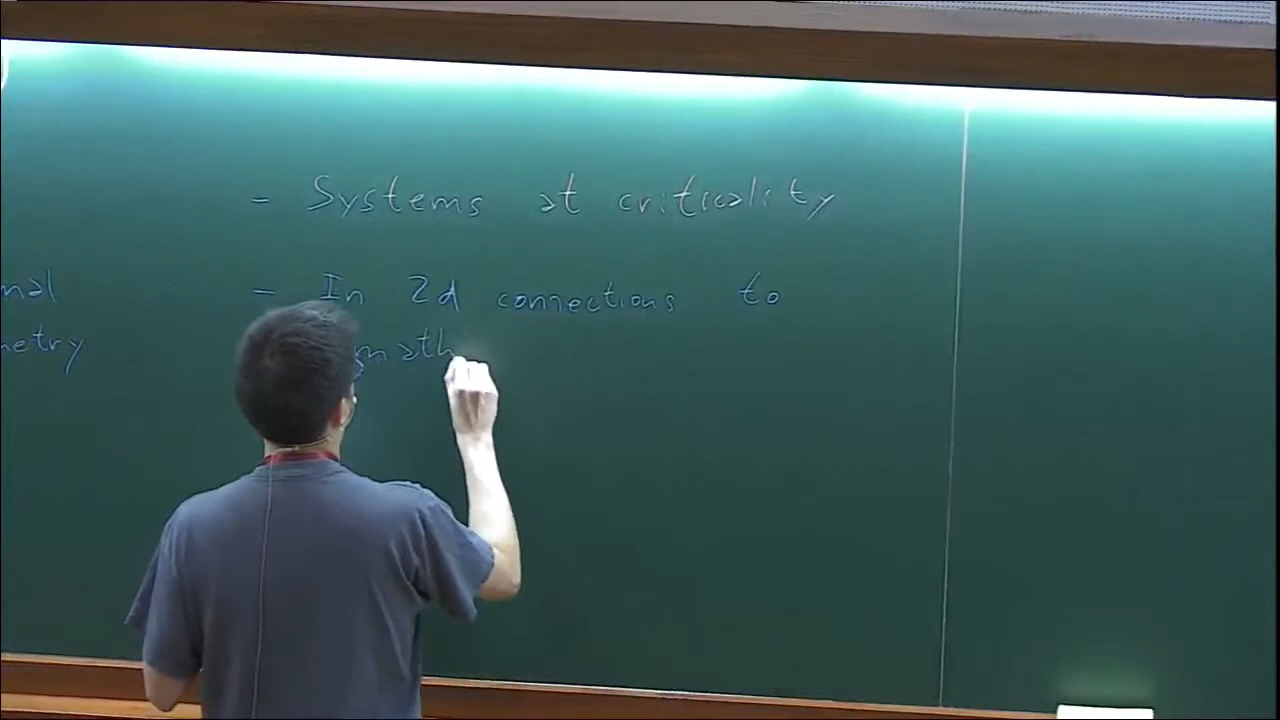 - Systems at criticality
- In 2d connections to
math
nal
metry